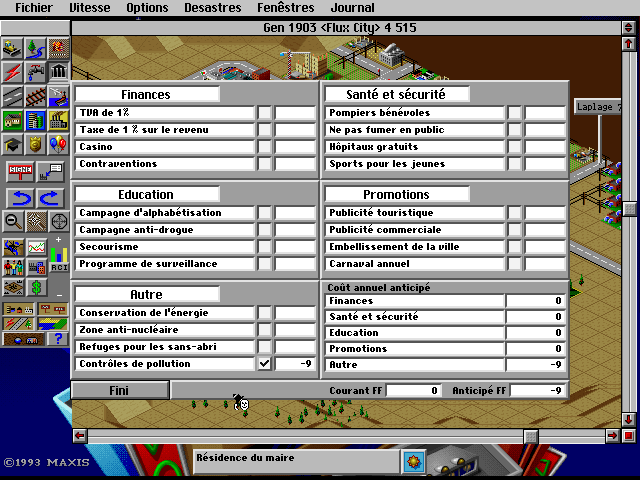 Fichier Vitesse Options Desastres Fenêstres Journal
Gen 1903 <Flux City> 4 515
Finances
TVA de 1%
Taxe de 1 % sur le revenu
Casino
Contraventions
Santé et sécurité
Pompiers bénévoles
Ne pas fumer en public
Hôpitaux gratuits
Sports pour les jeunes
Laplage 7
Education
Campagne d'alphabétisation
Campagne anti-drogue
Secourisme
Programme de surveillance
Promotions
Publicité touristique
Publicité commerciale
Embellissement de la ville
Carnaval annuel
SIGNE
RCI
Autre
Conservation de l'énergie
Zone anti-nucléaire
Refuges pour les sans-abri
Contrôles de pollution -9
Coût annuel anticipé
Finances 0
Santé et sécurité 0
Education 0
Promotions 0
Autre -9
Fini
Courant FF 0 Anticipé FF -9
©1993 MAXIS
Résidence du maire